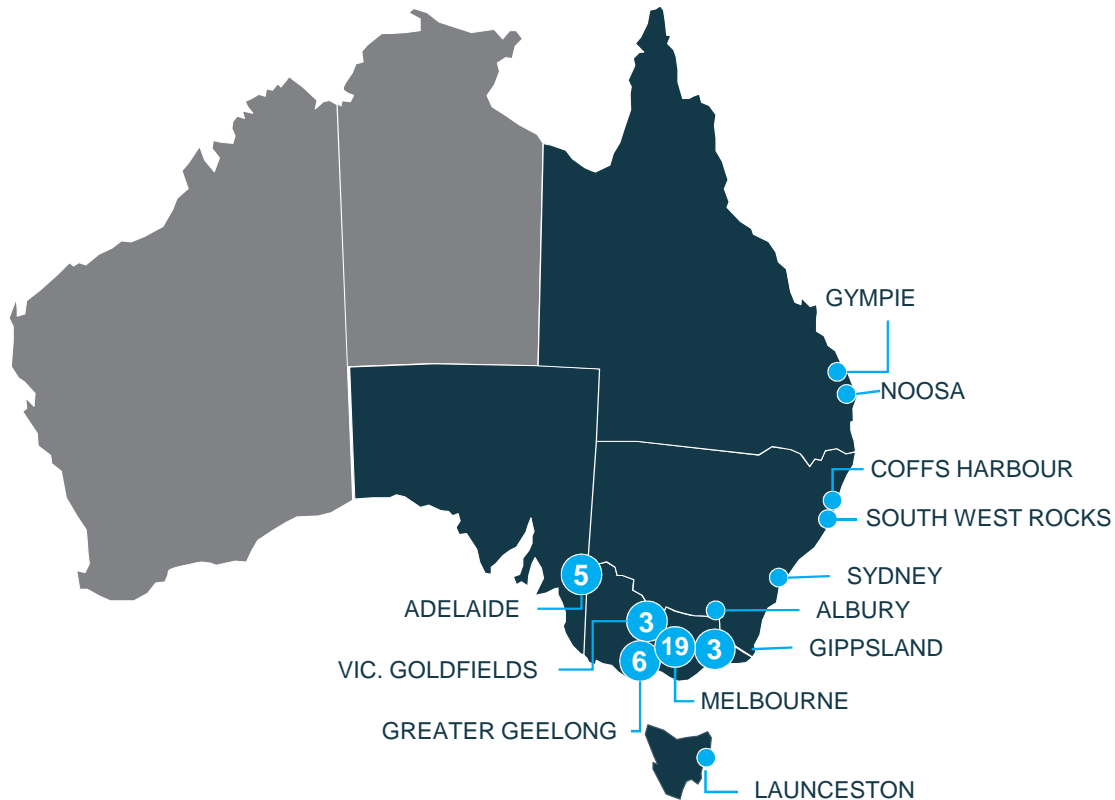 GYMPIE
NOOSA
COFFS HARBOUR
SOUTH WEST ROCKS
SYDNEY
5
ADELAIDE
ALBURY
3
19
3
GIPPSLAND
VIC. GOLDFIELDS
6
MELBOURNE
GREATER GEELONG
LAUNCESTON